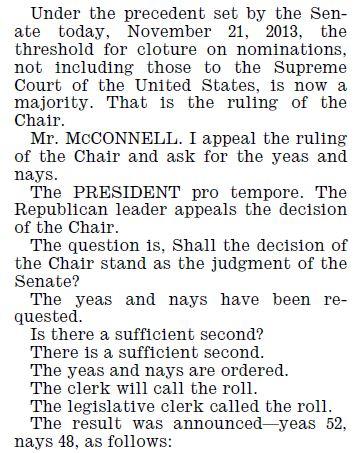 Under the precedent set by the Sen-
ate today, November 21, 2013, the
threshold for cloture on nominations,
not including those to the Supreme
Court of the United States, is now a
majority. That is the ruling of the
Chair.
Mr. MCCONNELL. I appeal the ruling
of the Chair and ask for the yeas and
nays.
The PRESIDENT pro tempore. The
Republican leader appeals the decision
of the Chair.
The question is, Shall the decision of
the Chair stand as the judgment of the
Senate?
The yeas and nays have been re-
quested.
Is there a sufficient second?
There is a sufficient second.
The yeas and nays are ordered.
The clerk will call the roll.
The legislative clerk called the roll.
The result was announced—yeas 52,
nays 48, as follows: